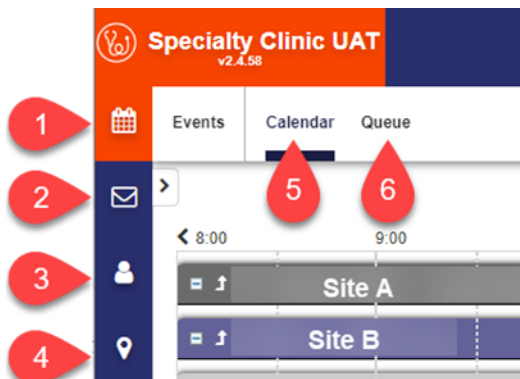 Specialty Clinic UAT
v2.4.58
1
Events Calendar Queue
2
5 6
8:00 9:00
3
Site A
Site B
4